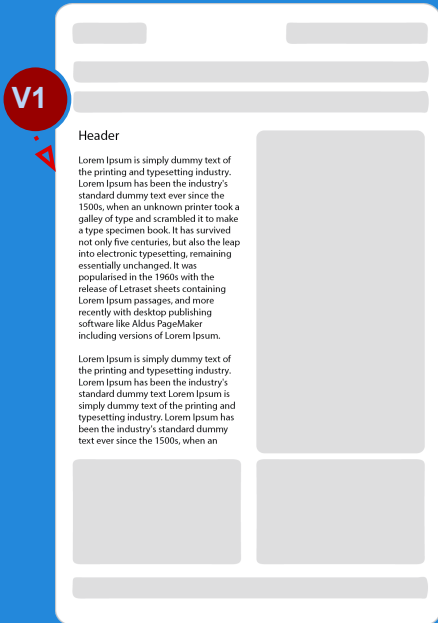 V1
Header
Lorem Ipsum is simply dummy text of
the printing and typesetting industry.
Lorem Ipsum has been the industry's
standard dummy text ever since the
1500s, when an unknown printer took a
galley of type and scrambled it to make
a type specimen book. It has survived
not only five centuries, but also the leap
into electronic typesetting, remaining
essentially unchanged. It was
popularised in the 1960s with the
release of Letraset sheets containing
Lorem Ipsum passages, and more
recently with desktop publishing
software like Aldus PageMaker
including versions of Lorem Ipsum.
Lorem Ipsum is simply dummy text of
the printing and typesetting industry.
Lorem Ipsum has been the industry's
standard dummy text Lorem Ipsum is
simply dummy text of the printing and
typesetting industry. Lorem Ipsum has
been the industry's standard dummy
text ever since the 1500s, when an